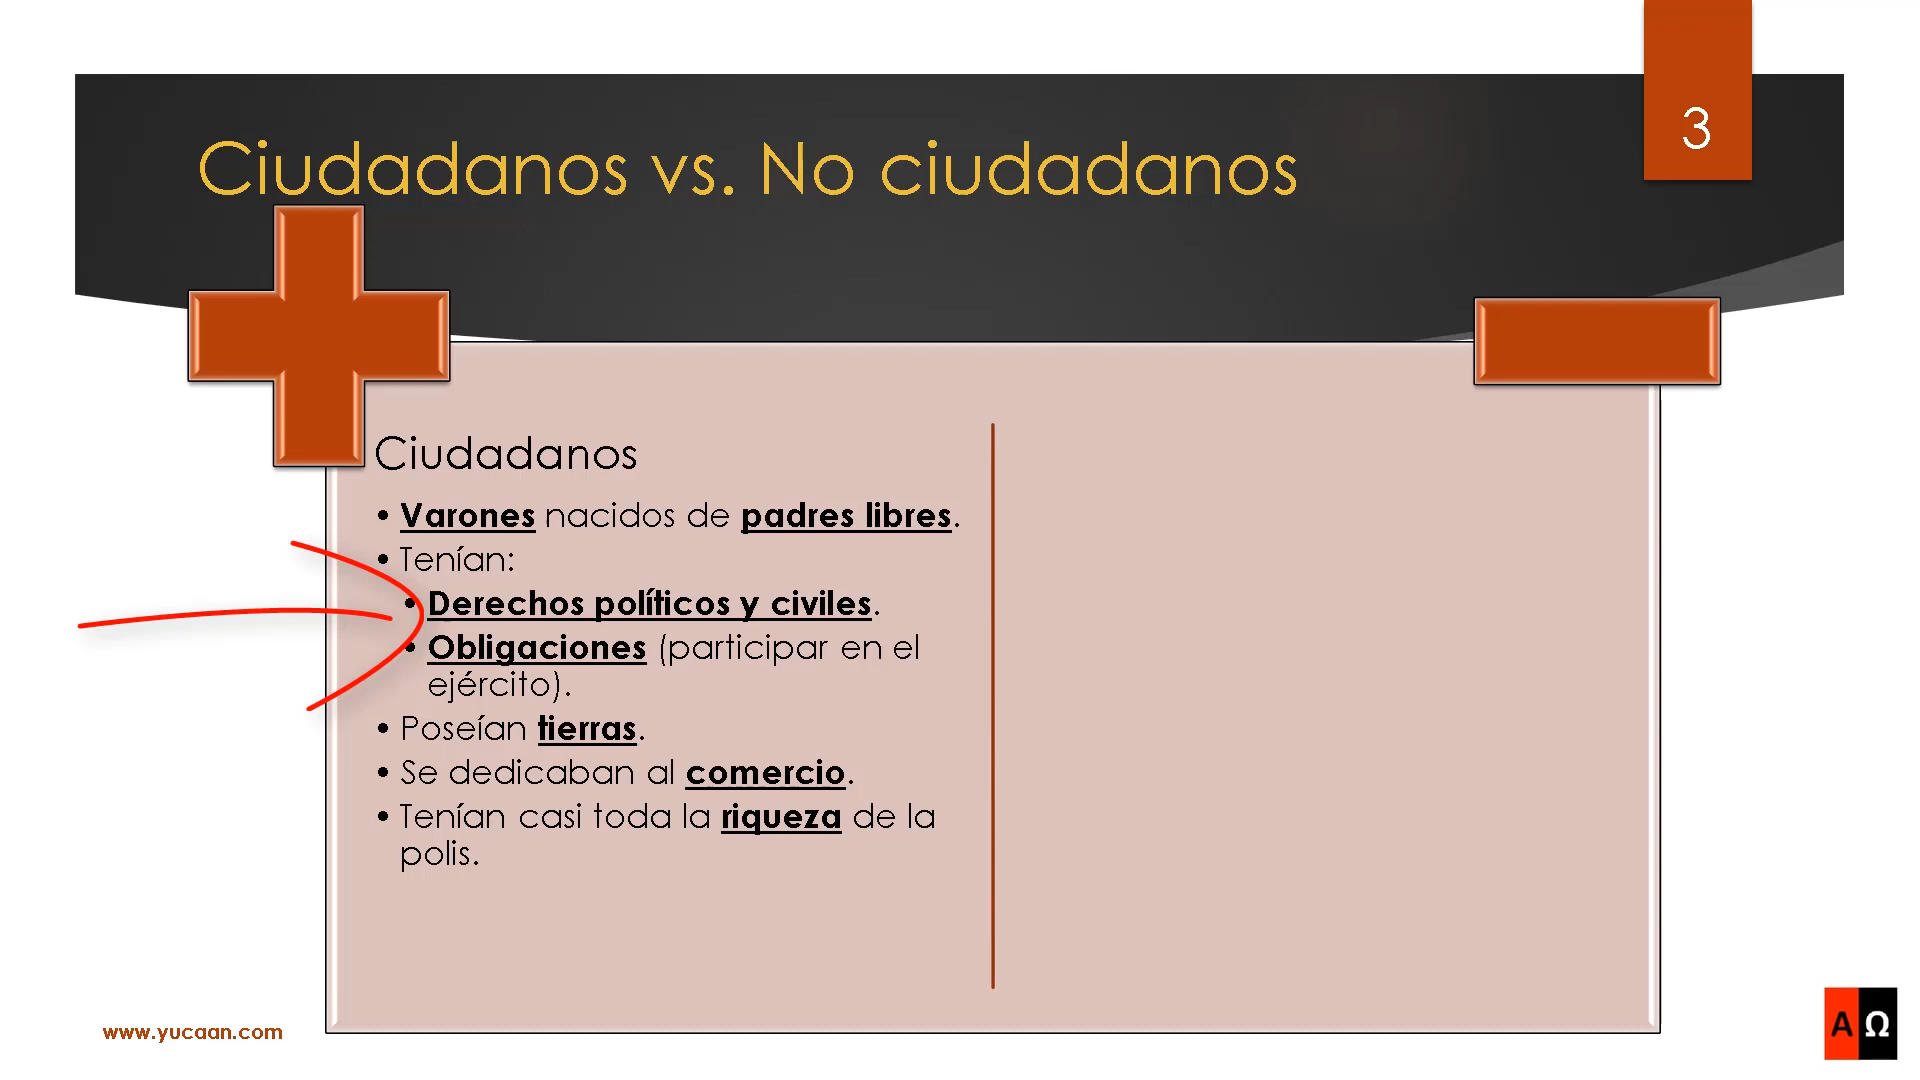 3
Ciudadanos vs. No ciudadanos
Ciudadanos
• Varones nacidos de padres libres.
• Tenían:
• Derechos políticos y civiles.
• Obligaciones (participar en el
ejército).
• Poseían tierras.
• Se dedicaban al comercio.
• Tenían casi toda la riqueza de la
polis.
www.yucaan.com
ΑΩ